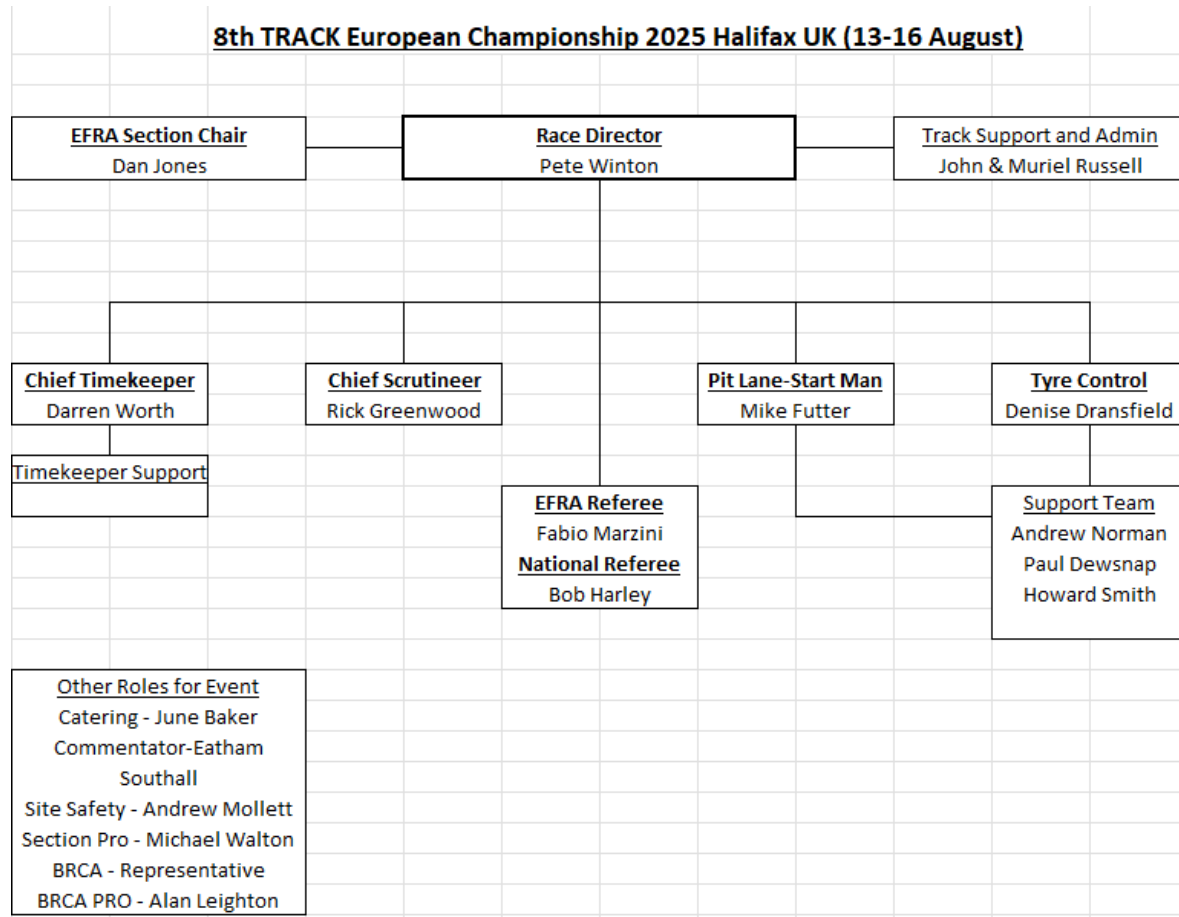 8th TRACK European Championship 2025 Halifax UK (13-16 August)
EFRA Section Chair
Dan Jones
Race Director
Pete Winton
Track Support and Admin
John & Muriel Russell
Chief Timekeeper
Darren Worth
Timekeeper Support
Chief Scrutineer
Rick Greenwood
Pit Lane-Start Man
Mike Futter
Tyre Control
Denise Dransfield
EFRA Referee
Fabio Marzini
National Referee
Bob Harley
Support Team
Andrew Norman
Paul Dewsnap
Howard Smith
Other Roles for Event
Catering - June Baker
Commentator-Eatham
Southall
Site Safety - Andrew Mollett
Section Pro - Michael Walton
BRCA - Representative
BRCA PRO - Alan Leighton